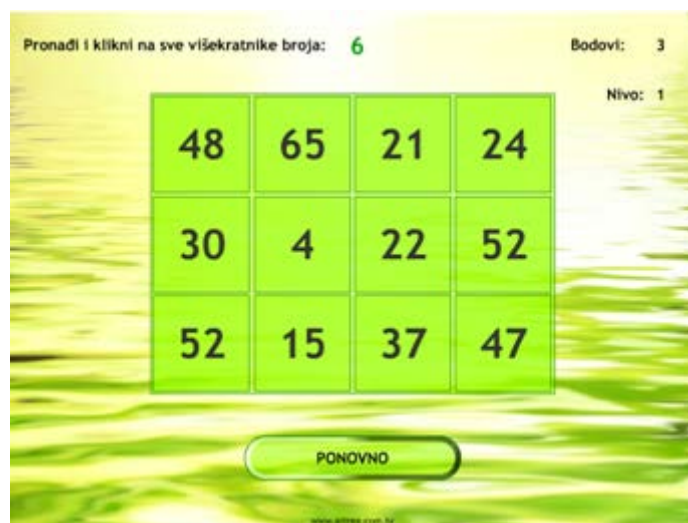 Pronađi i klikni na sve višekratnike broja: 6 Bodovi: 3
Nivo: 1
48 65 21 24
30 4 22 52
52 15 37 47
PONOVNO